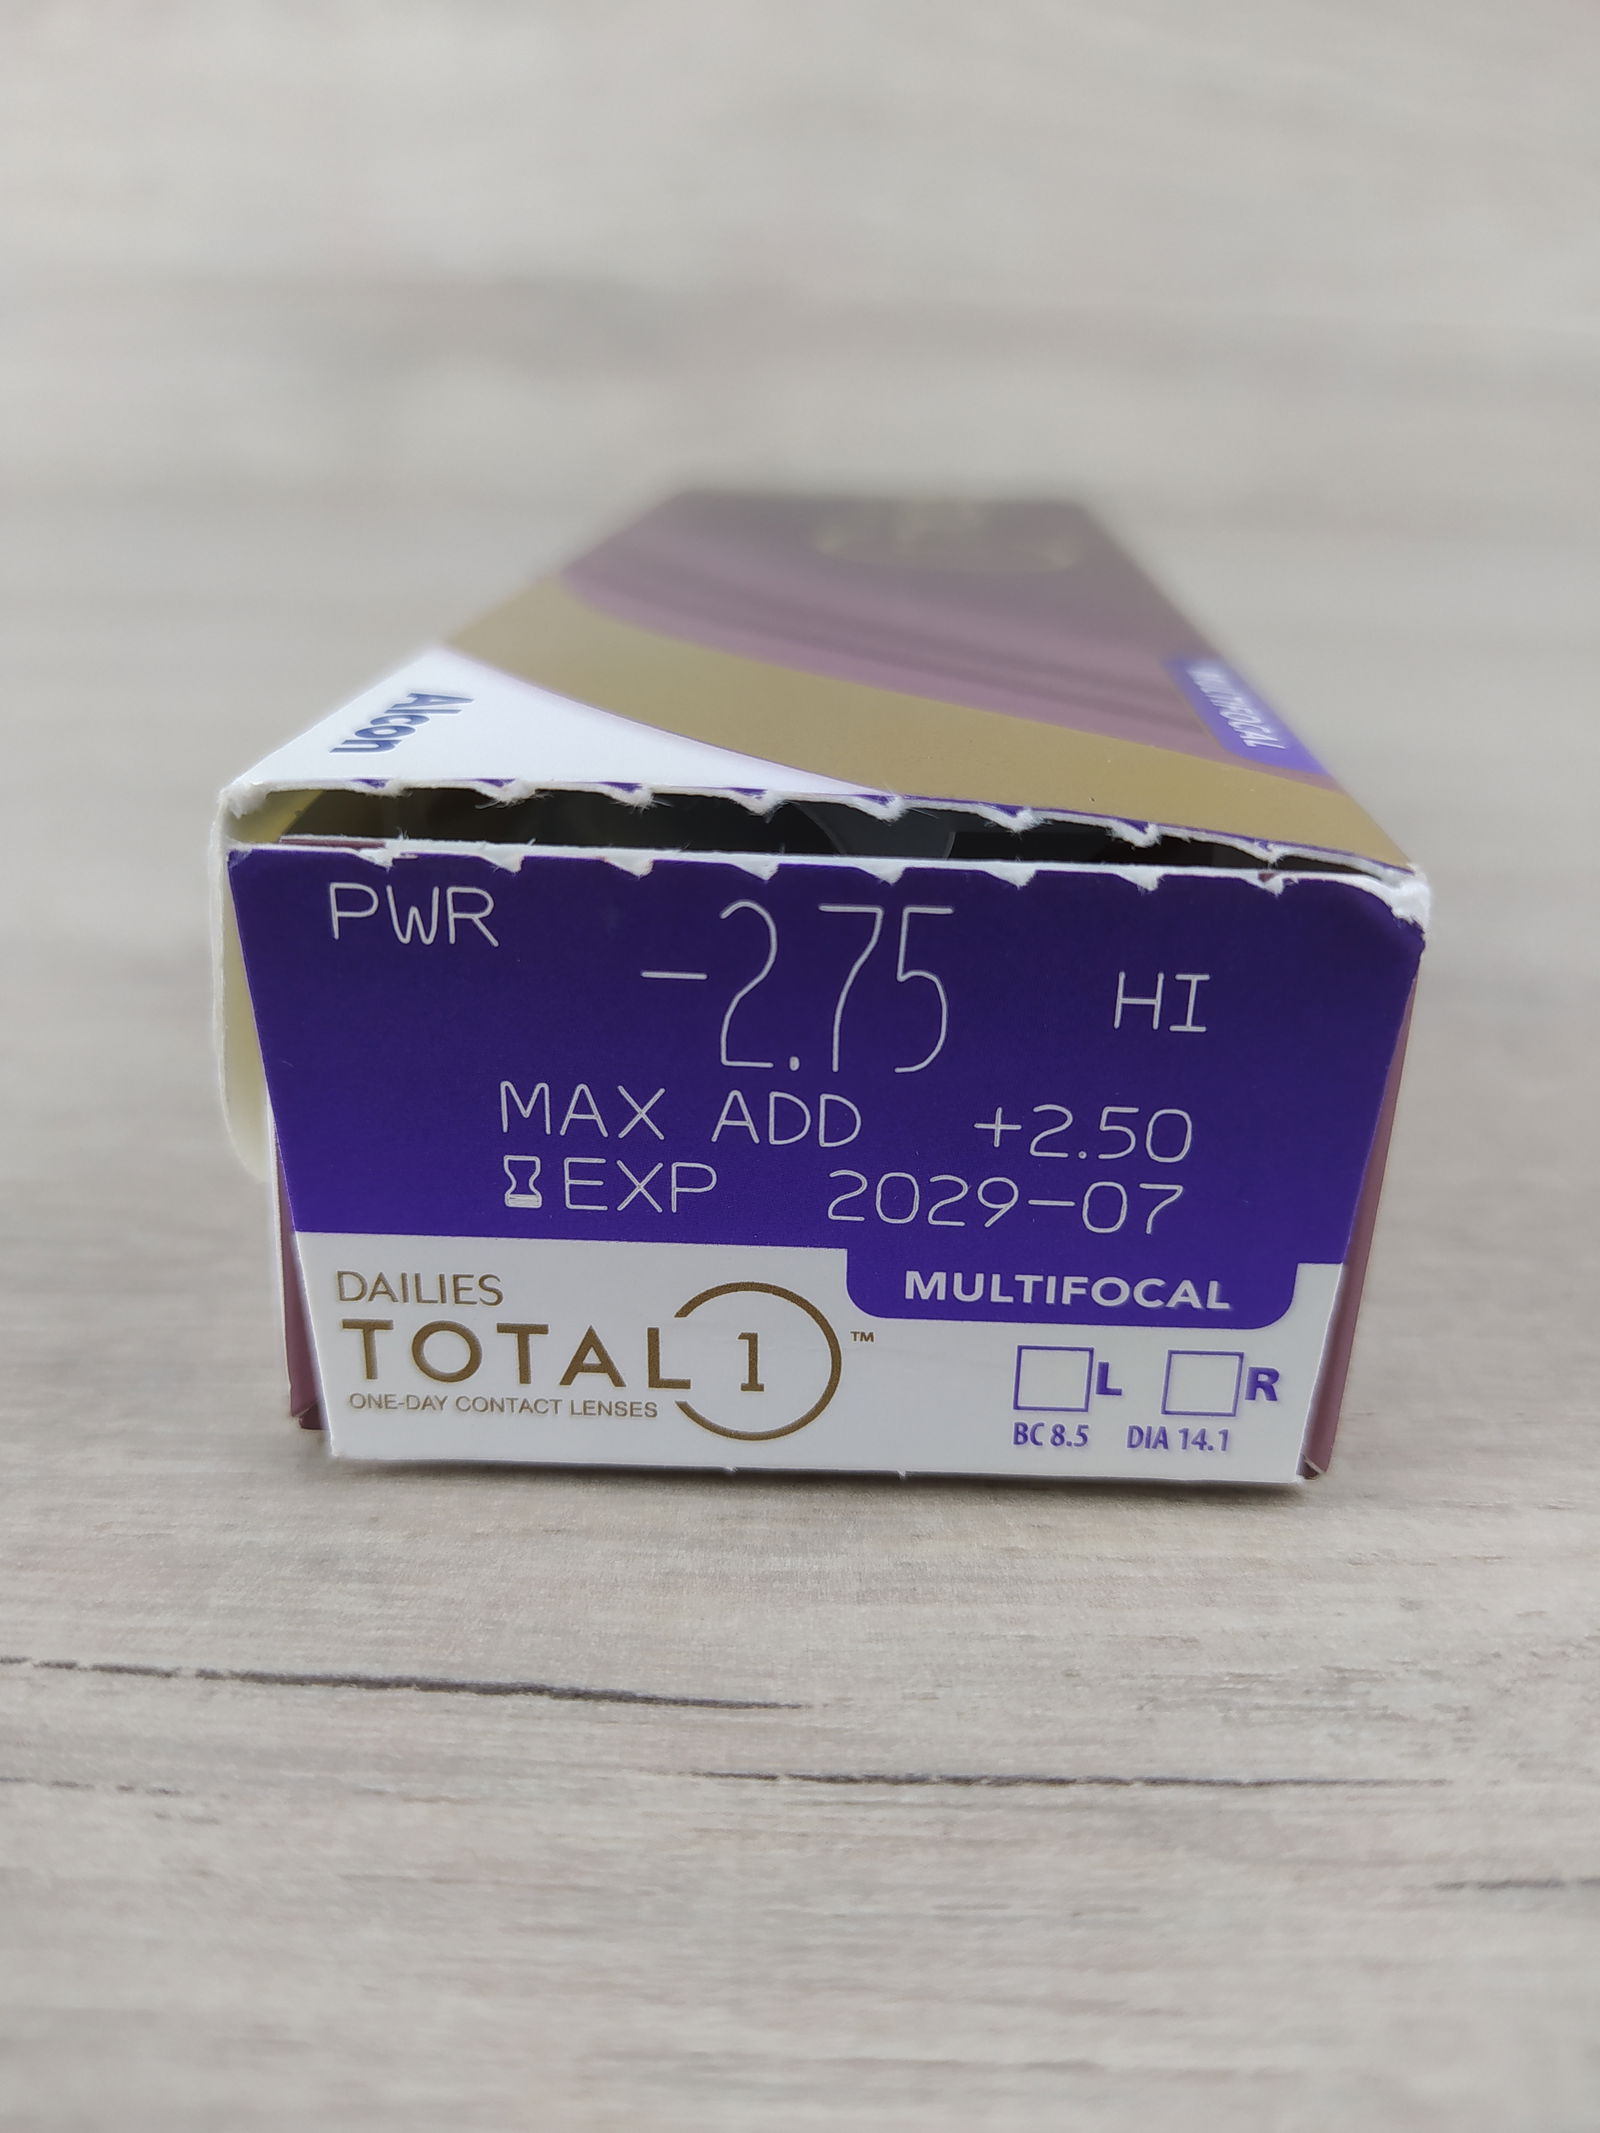 Alcon
MULTIFOCAL
PWR -2.75 HI
MAX ADD +2.50
EXP 2029-07
DAILIES
TOTAL 1™
ONE-DAY CONTACT LENSES
MULTIFOCAL
L R
BC 8.5 DIA 14.1